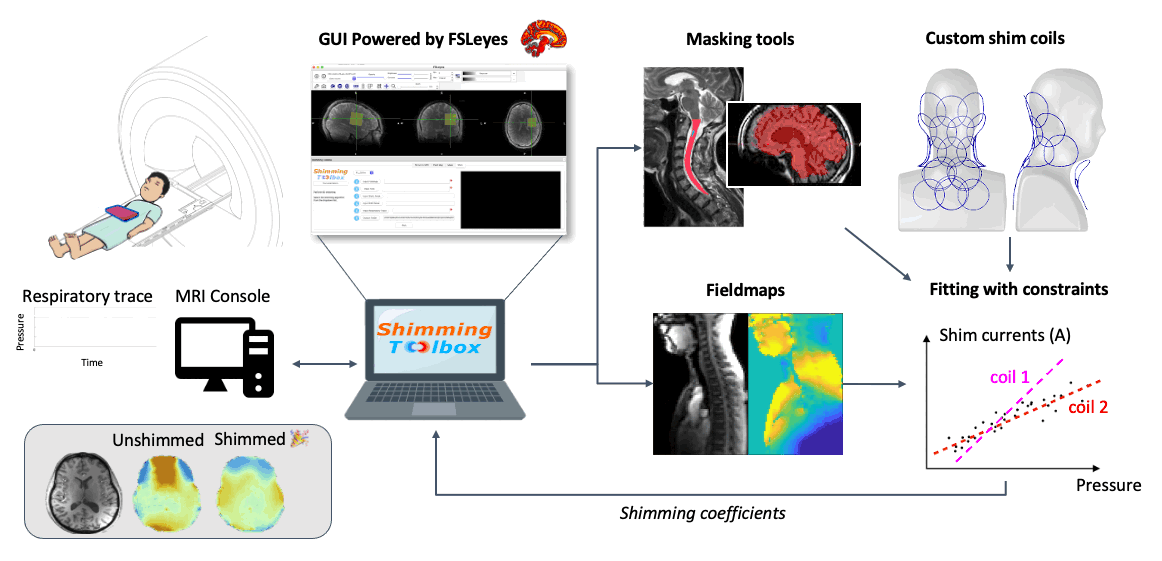 GUI Powered by FSLeyes
Masking tools
Custom shim coils
Shimming
Toolbox
Respiratory trace
MRI Console
Pressure
Time
Shimming
Toolbox
Fieldmaps
Fitting with constraints
Shim currents (A)
coil 1
coil 2
Pressure
Unshimmed
Shimmed
Shimming coefficients